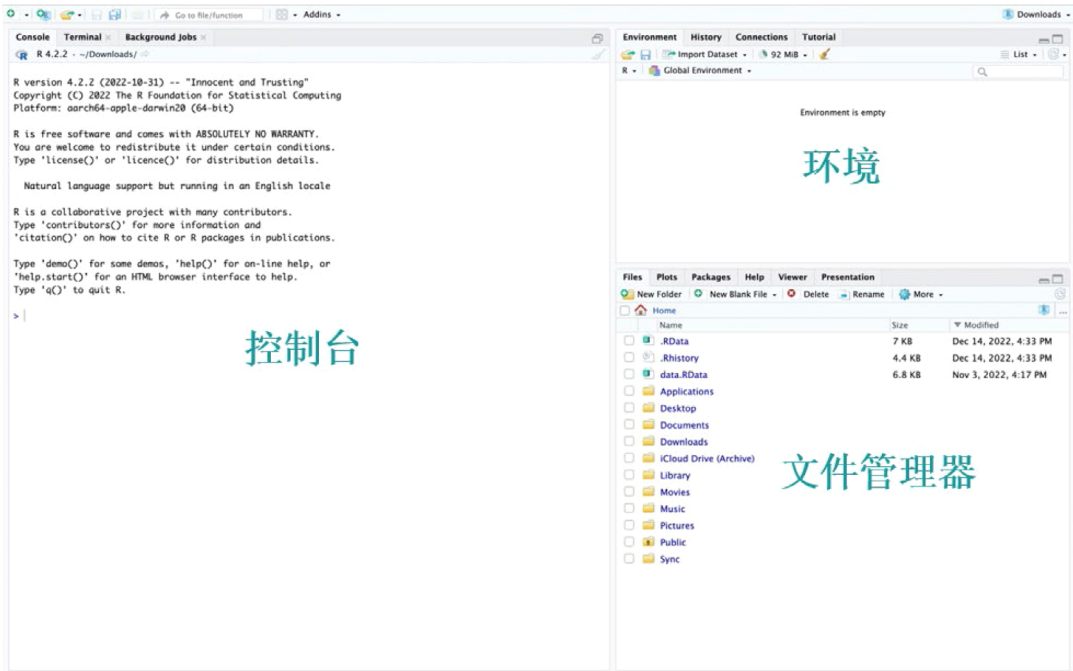 Go to file/function
Addins
Downloads
Console Terminal Background Jobs
R 4.2.2 · ~/Downloads/
R version 4.2.2 (2022-10-31) -- "Innocent and Trusting"
Copyright (C) 2022 The R Foundation for Statistical Computing
Platform: aarch64-apple-darwin20 (64-bit)
R is free software and comes with ABSOLUTELY NO WARRANTY.
You are welcome to redistribute it under certain conditions.
Type 'license()' or 'licence()' for distribution details.
Natural language support but running in an English locale
R is a collaborative project with many contributors.
Type 'contributors()' for more information and
'citation()' on how to cite R or R packages in publications.
Type 'demo()' for some demos, 'help()' for on-line help, or
'help.start()' for an HTML browser interface to help.
Type 'q()' to quit R.
>
控制台
Environment History Connections Tutorial
Import Dataset 92 MiB List
R Global Environment
Environment is empty
环境
Files Plots Packages Help Viewer Presentation
New Folder New Blank File Delete Rename More
Home ...
Name Size Modified
.RData 7 KB Dec 14, 2022, 4:33 PM
.Rhistory 4.4 KB Dec 14, 2022, 4:33 PM
data.RData 6.8 KB Nov 3, 2022, 4:17 PM
Applications
Desktop
Documents
Downloads
iCloud Drive (Archive)
Library
Movies
Music
Pictures
Public
Sync
文件管理器